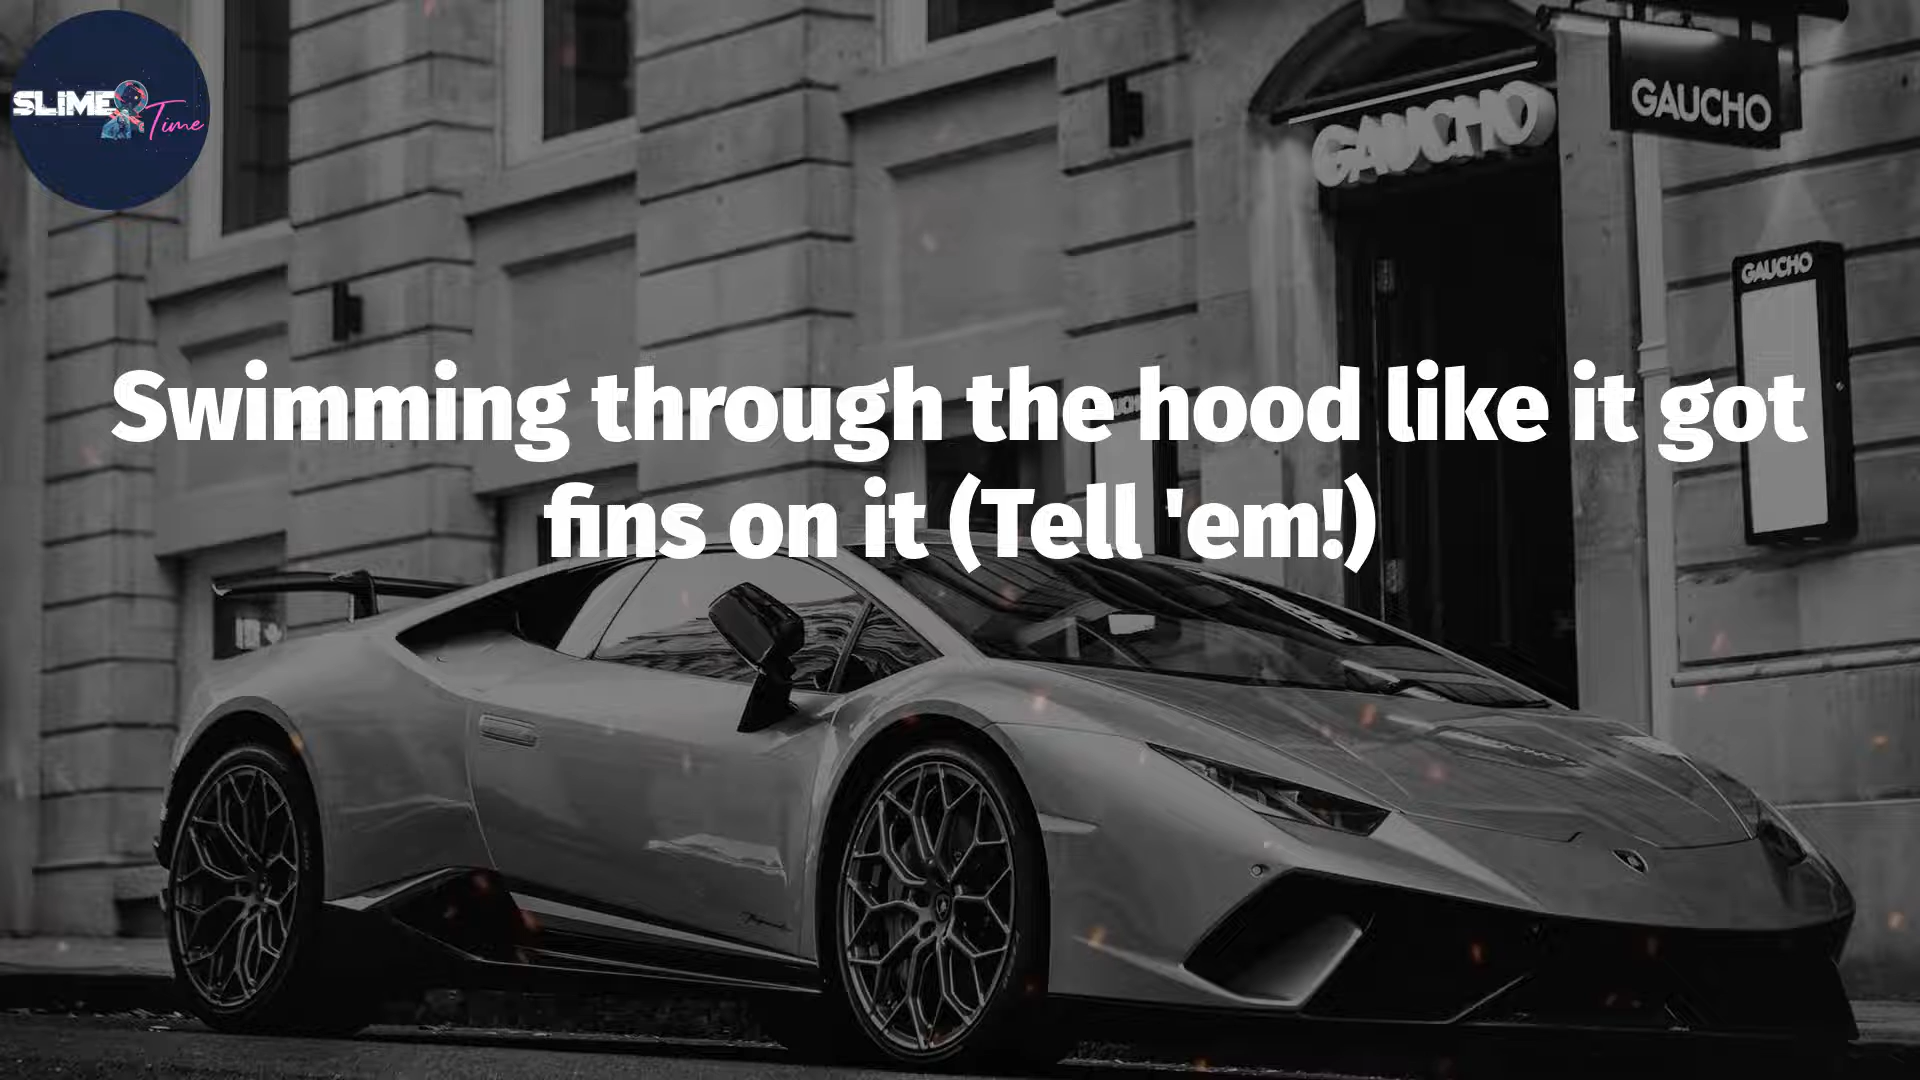 SLIME Time
GAUCHO
GAUCHO
GAUCHO
Swimming through the hood like it got
fins on it (Tell 'em!)